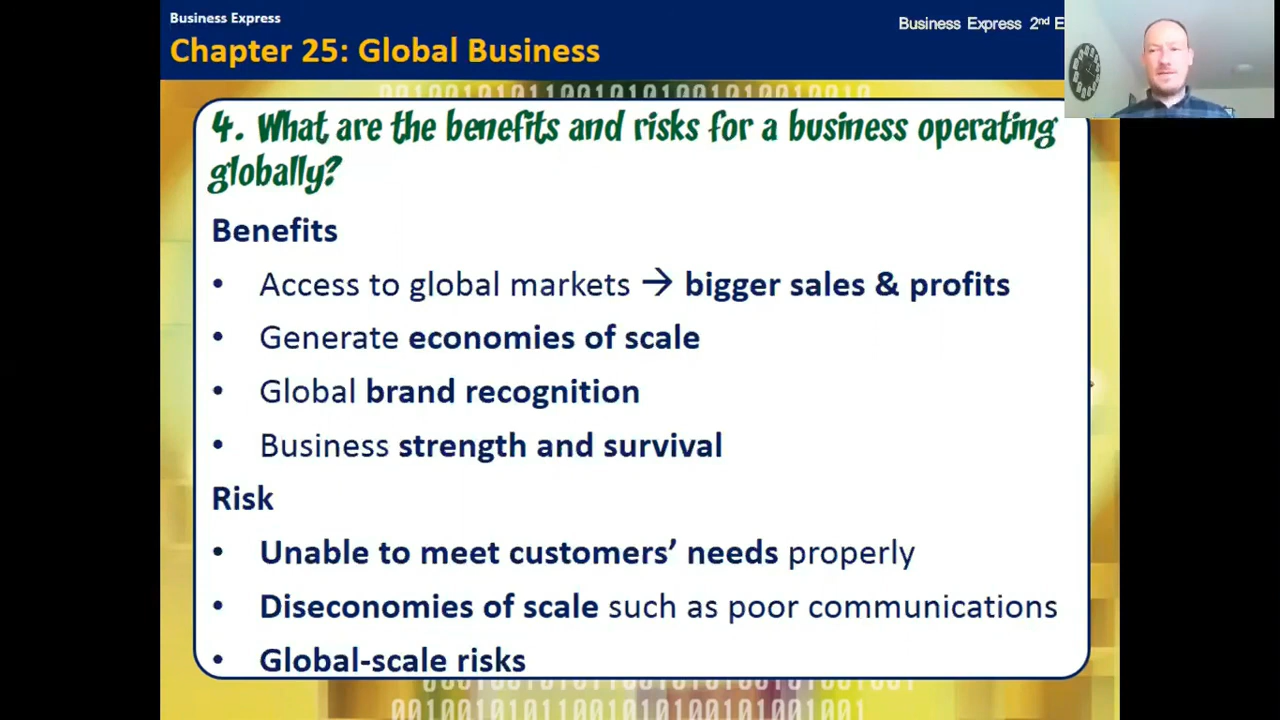 Business Express
Business Express 2nd E
Chapter 25: Global Business
4. What are the benefits and risks for a business operating
globally?
Benefits
• Access to global markets → bigger sales & profits
• Generate economies of scale
• Global brand recognition
• Business strength and survival
Risk
• Unable to meet customers’ needs properly
• Diseconomies of scale such as poor communications
• Global-scale risks